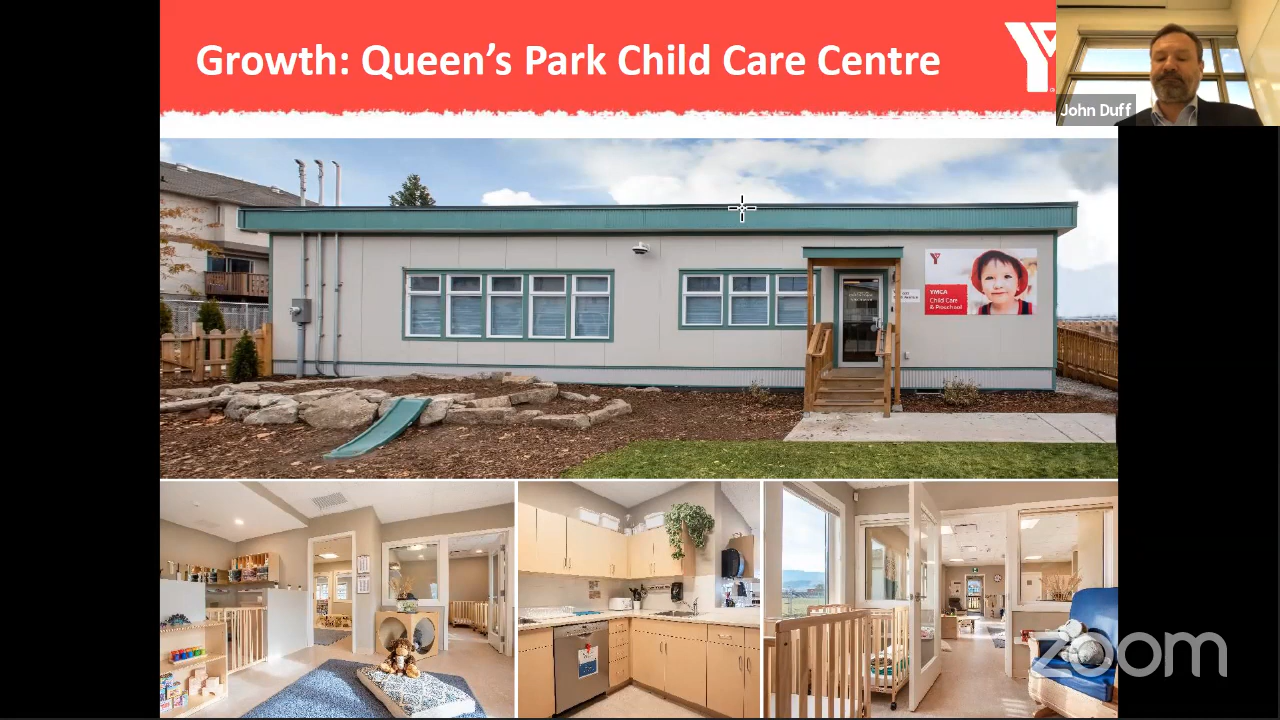 Growth: Queen's Park Child Care Centre
John Duff
YMCA
Child Care
& Preschool
zoom